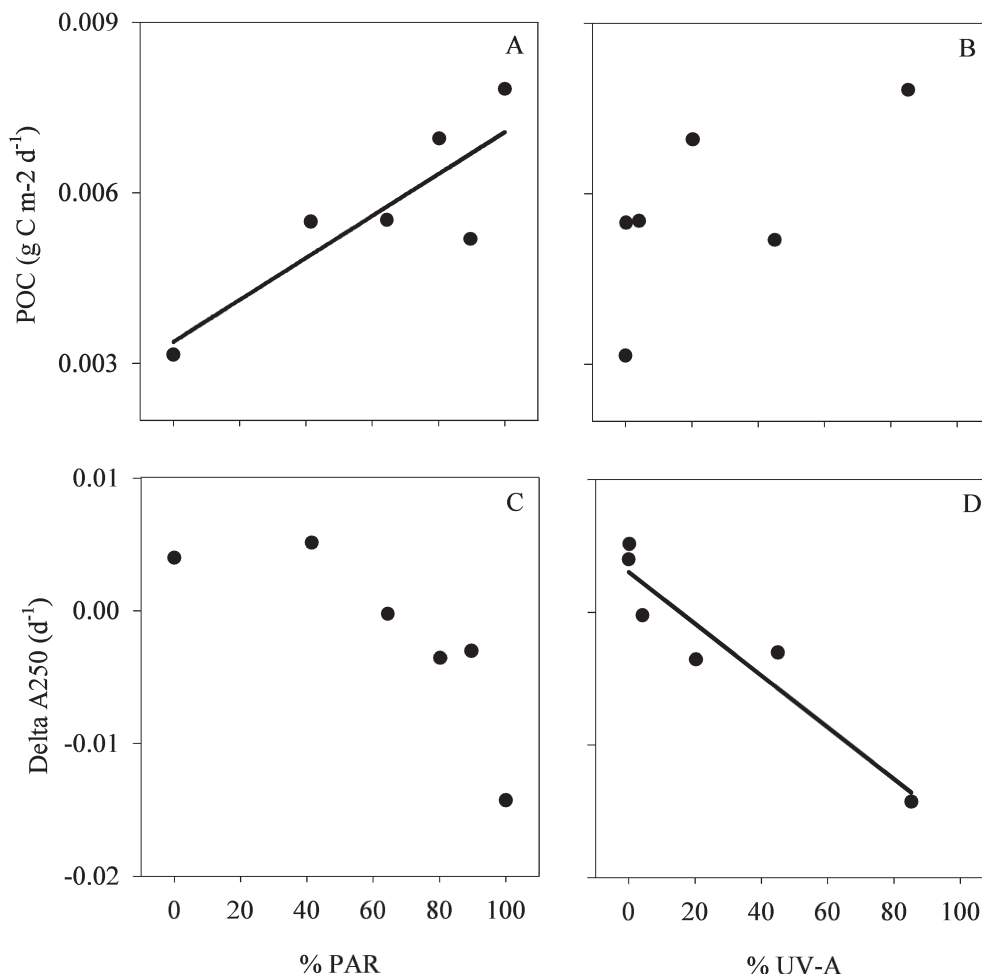 0.009
A
B
0.006
POC (g C m-2 d⁻¹)
0.003
0.01
C
D
0.00
Delta A250 (d⁻¹)
-0.01
-0.02
0 20 40 60 80 100
0 20 40 60 80 100
% PAR
% UV-A